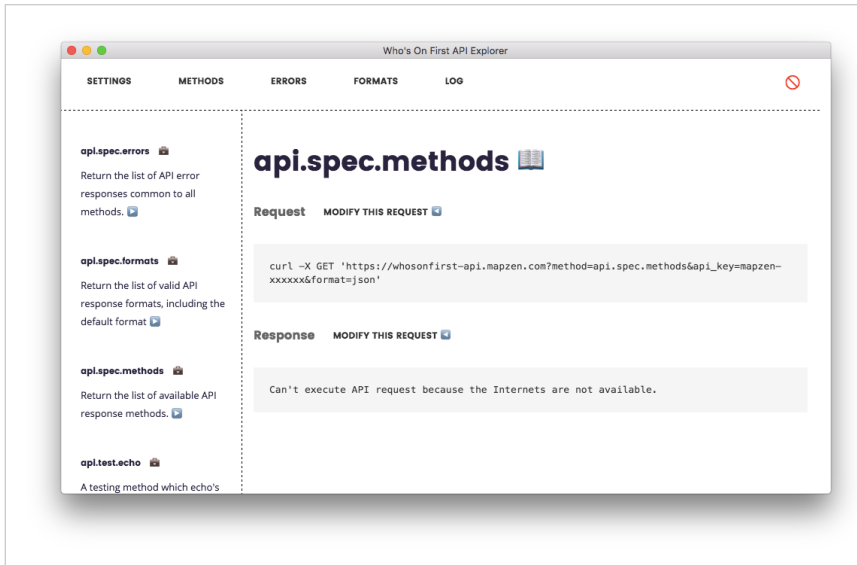 Who's On First API Explorer
SETTINGS METHODS ERRORS FORMATS LOG
api.spec.errors
Return the list of API error
responses common to all
methods.
api.spec.formats
Return the list of valid API
response formats, including the
default format
api.spec.methods
Return the list of available API
response methods.
api.test.echo
A testing method which echo's
api.spec.methods
Request MODIFY THIS REQUEST
curl -X GET 'https://whosonfirst-api.mapzen.com?method=api.spec.methods&api_key=mapzen-
xxxxxx&format=json'
Response MODIFY THIS REQUEST
Can't execute API request because the Internets are not available.